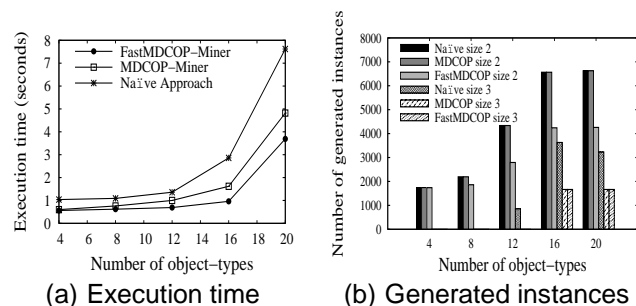 FastMDCOP-Miner
MDCOP-Miner
Naïve Approach
Execution time (seconds)
8
7
6
5
4
3
2
1
0
4 6 8 10 12 14 16 18 20
Number of object-types
(a) Execution time
Naïve size 2
MDCOP size 2
FastMDCOP size 2
Naïve size 3
MDCOP size 3
FastMDCOP size 3
Number of generated instances
8000
7000
6000
5000
4000
3000
2000
1000
0
4 8 12 16 20
Number of object-types
(b) Generated instances